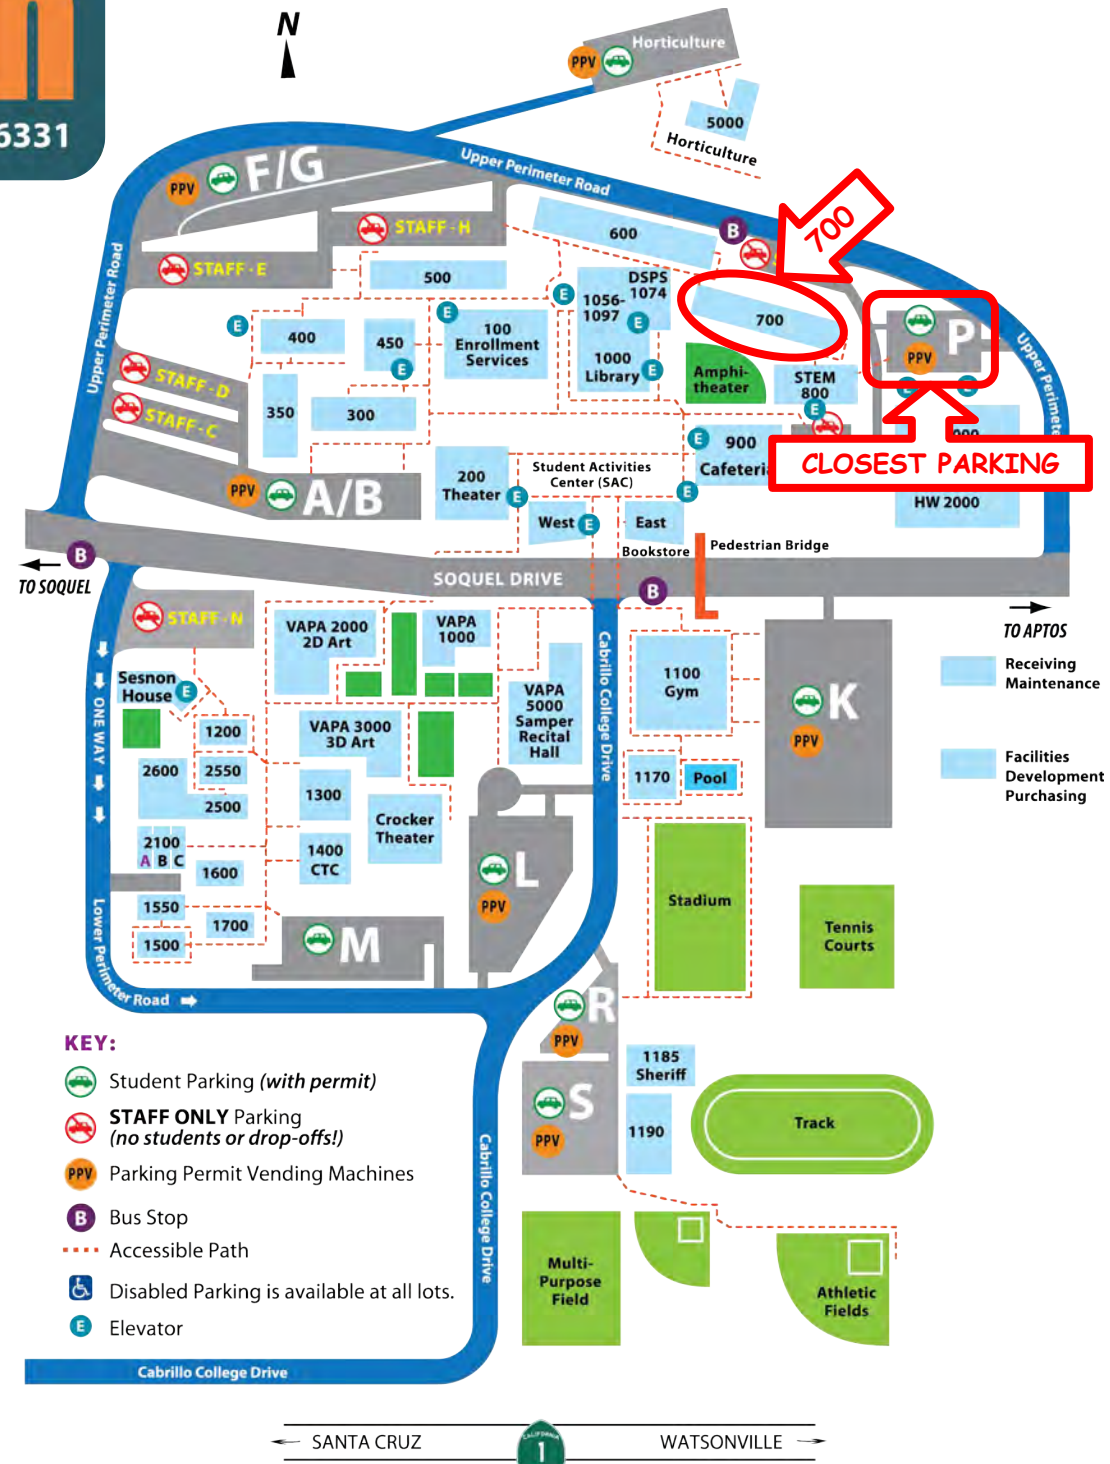 6331
N
PPV
Horticulture
5000
Horticulture
PPV
F/G
Upper Perimeter Road
STAFF - H
600
B
700
STAFF - E
500
DSPS
1074
1056-
1097
E
E
E
400
E
450
E
100
Enrollment
Services
1000
Library
E
700
PPV
P
Upper Perimeter Road
Upper Perimete
Amphi-
theater
STEM
800
E
E
E
STAFF - D
STAFF - C
350
300
900
Cafeteria
E
CLOSEST PARKING
HW 2000
PPV
A/B
200
Theater
E
Student Activities
Center (SAC)
West
E
East
E
Bookstore
Pedestrian Bridge
B
TO SOQUEL
SOQUEL DRIVE
B
TO APTOS
STAFF - N
VAPA 2000
2D Art
VAPA
1000
Cabrillo College Drive
1100
Gym
K
PPV
Receiving
Maintenance
Sesnon
House
E
ONE WAY
1200
VAPA 3000
3D Art
VAPA
5000
Samper
Recital
Hall
2600
2550
2500
1300
1170
Pool
Facilities
Development
Purchasing
2100
A B C
Crocker
Theater
1400
CTC
1600
L
PPV
Stadium
Tennis
Courts
1550
1700
1500
M
Lower Perimeter Road
R
PPV
KEY:
Student Parking (with permit)
STAFF ONLY Parking
(no students or drop-offs!)
PPV Parking Permit Vending Machines
B Bus Stop
Accessible Path
Disabled Parking is available at all lots.
E Elevator
1185
Sheriff
S
PPV
1190
Track
Cabrillo College Drive
Multi-
Purpose
Field
Athletic
Fields
Cabrillo College Drive
SANTA CRUZ
CALIFORNIA
1
WATSONVILLE